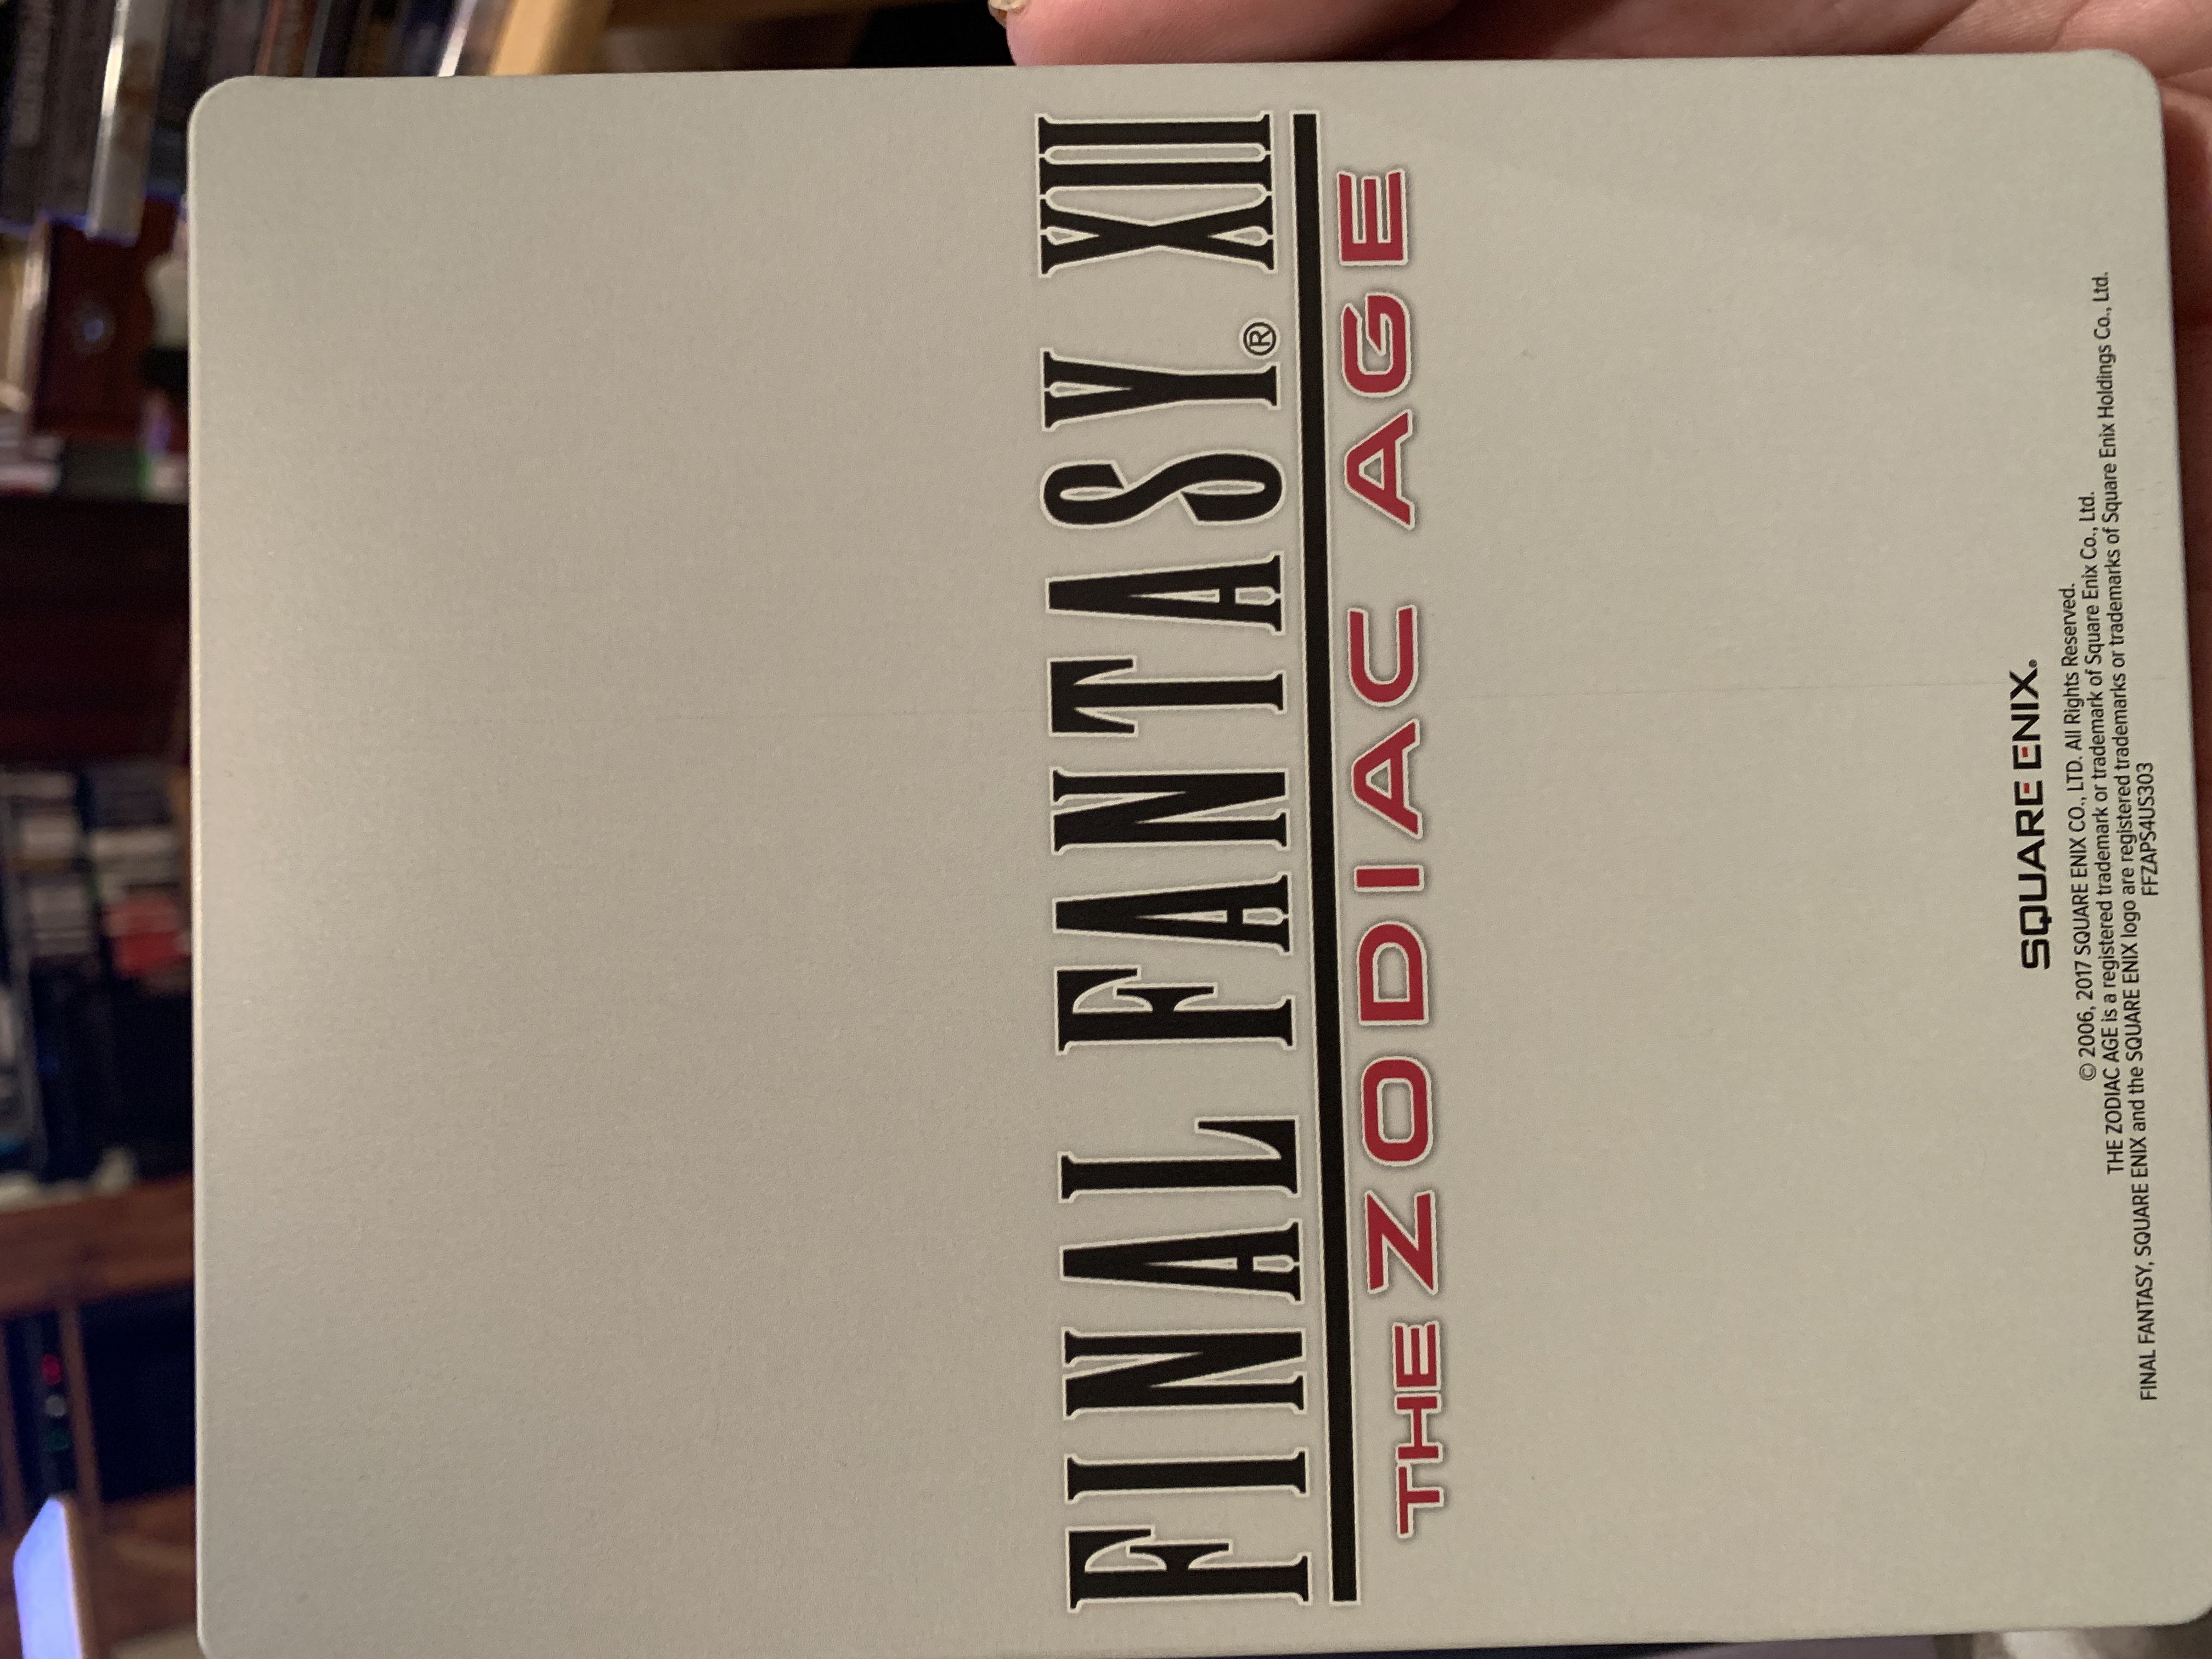 FINAL FANTASY® XII
THE ZODIAC AGE
SQUARE ENIX®
© 2006, 2017 SQUARE ENIX CO., LTD. All Rights Reserved.
THE ZODIAC AGE is a registered trademark or trademark of Square Enix Co., Ltd.
FINAL FANTASY, SQUARE ENIX and the SQUARE ENIX logo are registered trademarks or trademarks of Square Enix Holdings Co., Ltd.
FFZAPS4US303